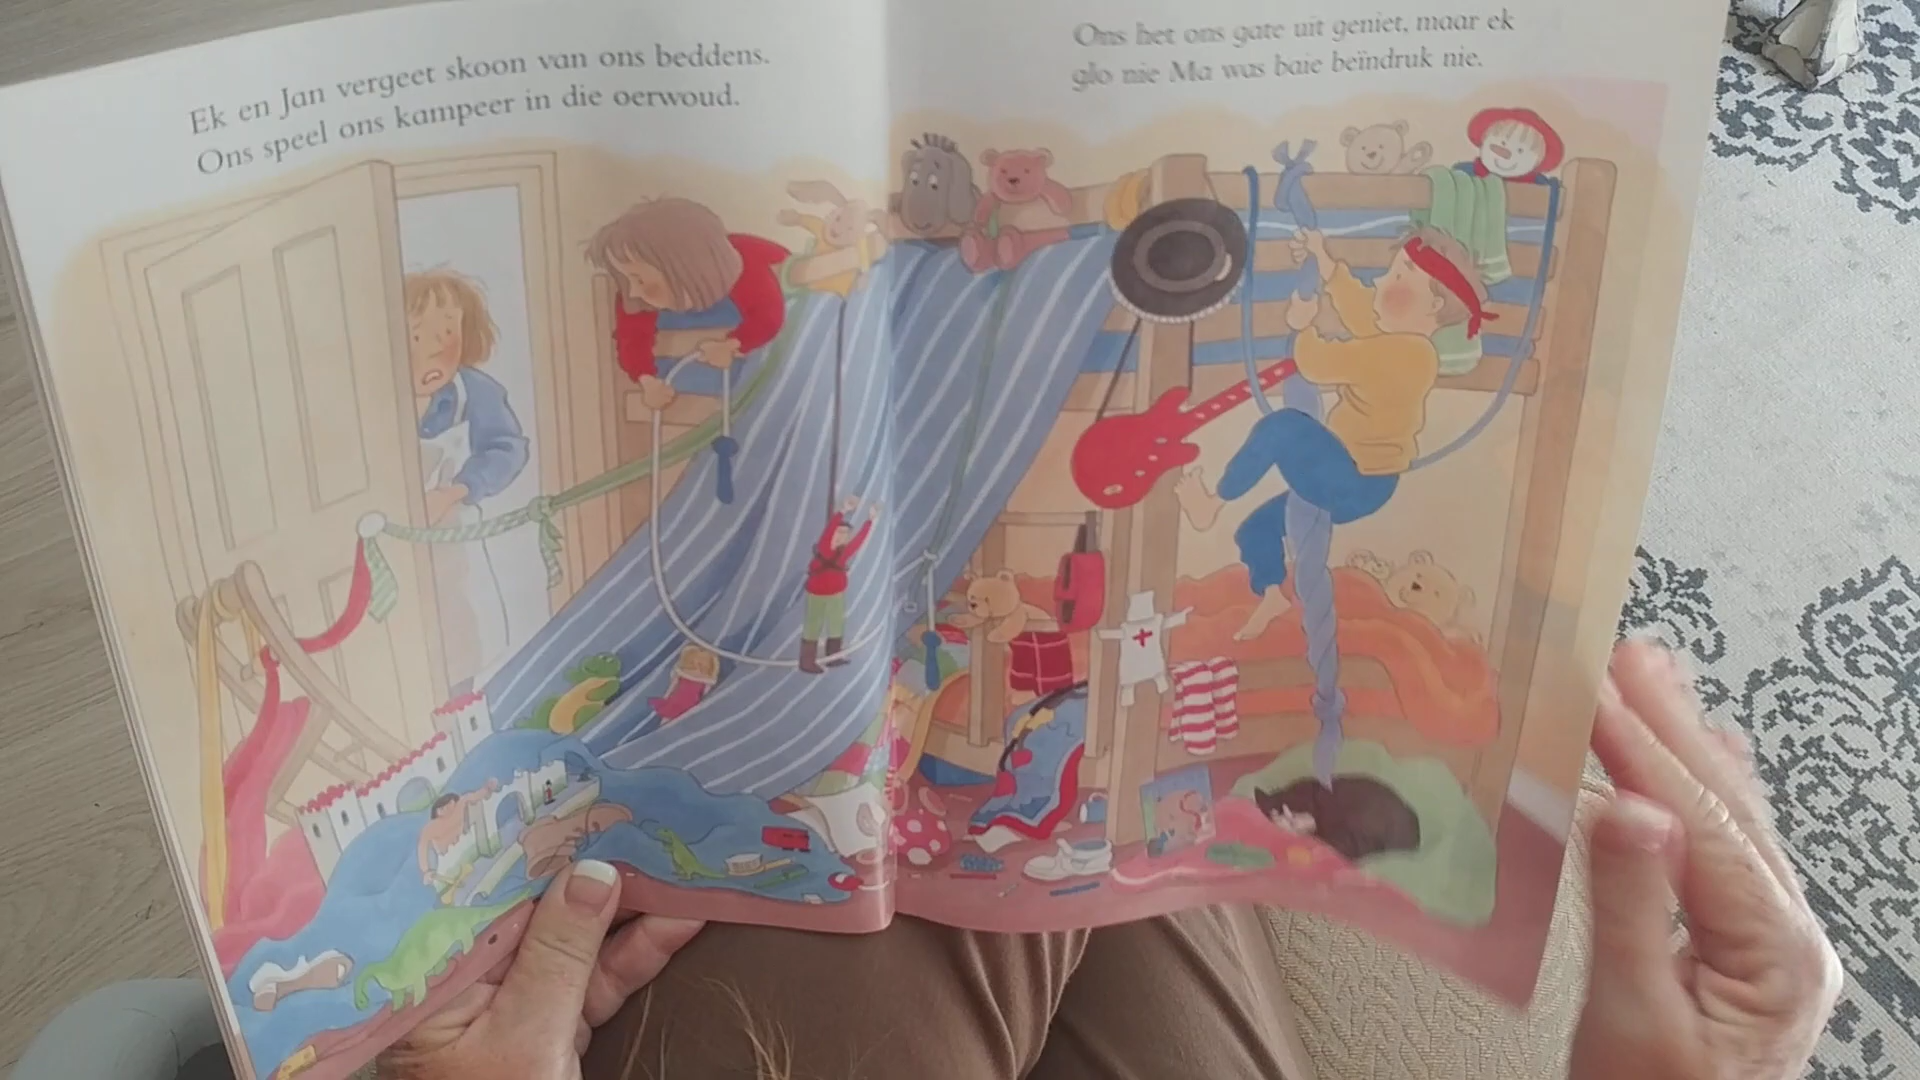 Ek en Jan vergeet skoon van ons beddens.
Ons speel ons kampeer in die oerwoud.
Ons het ons gate uit geniet, maar ek
glo nie Ma was baie beïndruk nie.